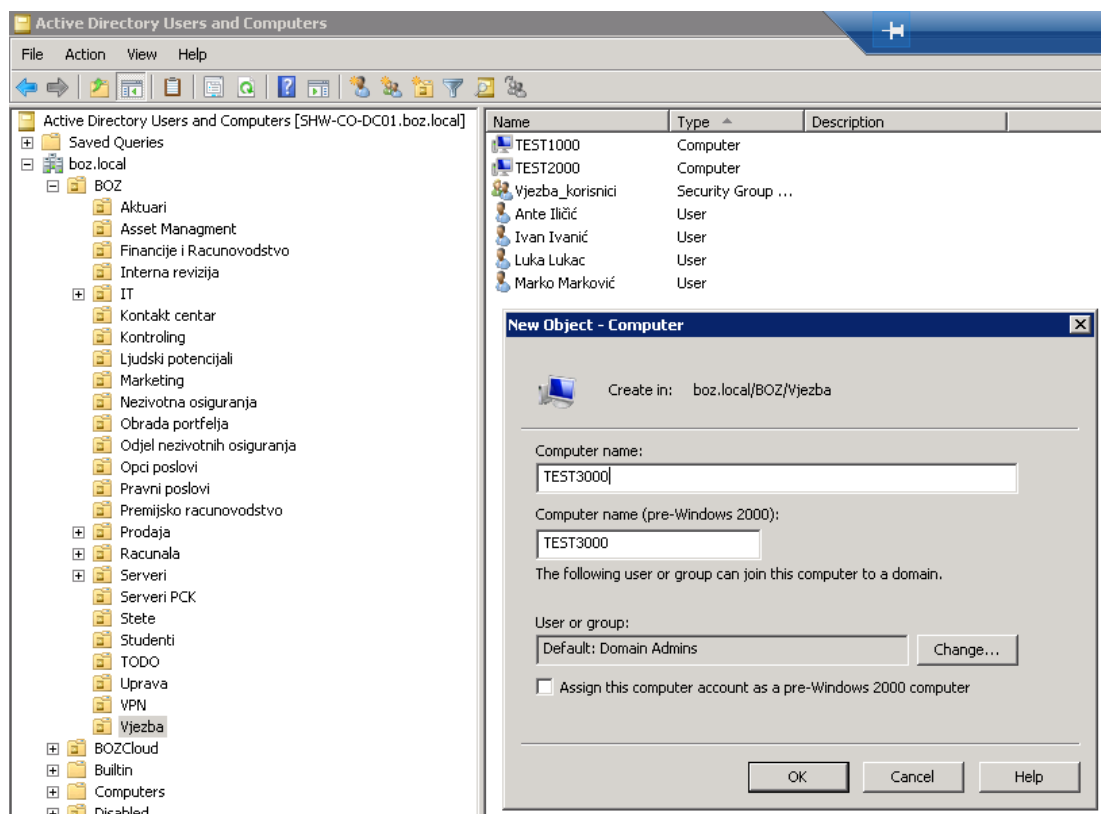 Active Directory Users and Computers
File Action View Help
Active Directory Users and Computers [SHW-CO-DC01.boz.local]
Saved Queries
boz.local
BOZ
Aktuari
Asset Managment
Financije i Racunovodstvo
Interna revizija
IT
Kontakt centar
Kontroling
Ljudski potencijali
Marketing
Nezivotna osiguranja
Obrada portfelja
Odjel nezivotnih osiguranja
Opci poslovi
Pravni poslovi
Premijsko racunovodstvo
Prodaja
Racunala
Serveri
Serveri PCK
Stete
Studenti
TODO
Uprava
VPN
Vjezba
BOZCloud
Builtin
Computers
Disabled
Name Type Description
TEST1000 Computer
TEST2000 Computer
Vjezba_korisnici Security Group ...
Ante Iličić User
Ivan Ivanić User
Luka Lukac User
Marko Marković User
New Object - Computer
Create in: boz.local/BOZ/Vjezba
Computer name:
TEST3000
Computer name (pre-Windows 2000):
TEST3000
The following user or group can join this computer to a domain.
User or group:
Default: Domain Admins
Change...
Assign this computer account as a pre-Windows 2000 computer
OK Cancel Help